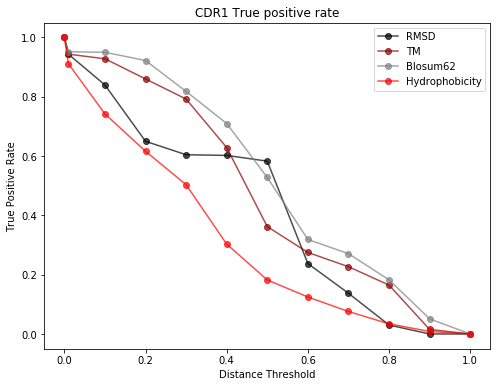 CDR1 True positive rate
RMSD
TM
Blosum62
Hydrophobicity
True Positive Rate
1.0
0.8
0.6
0.4
0.2
0.0
0.0 0.2 0.4 0.6 0.8 1.0
Distance Threshold